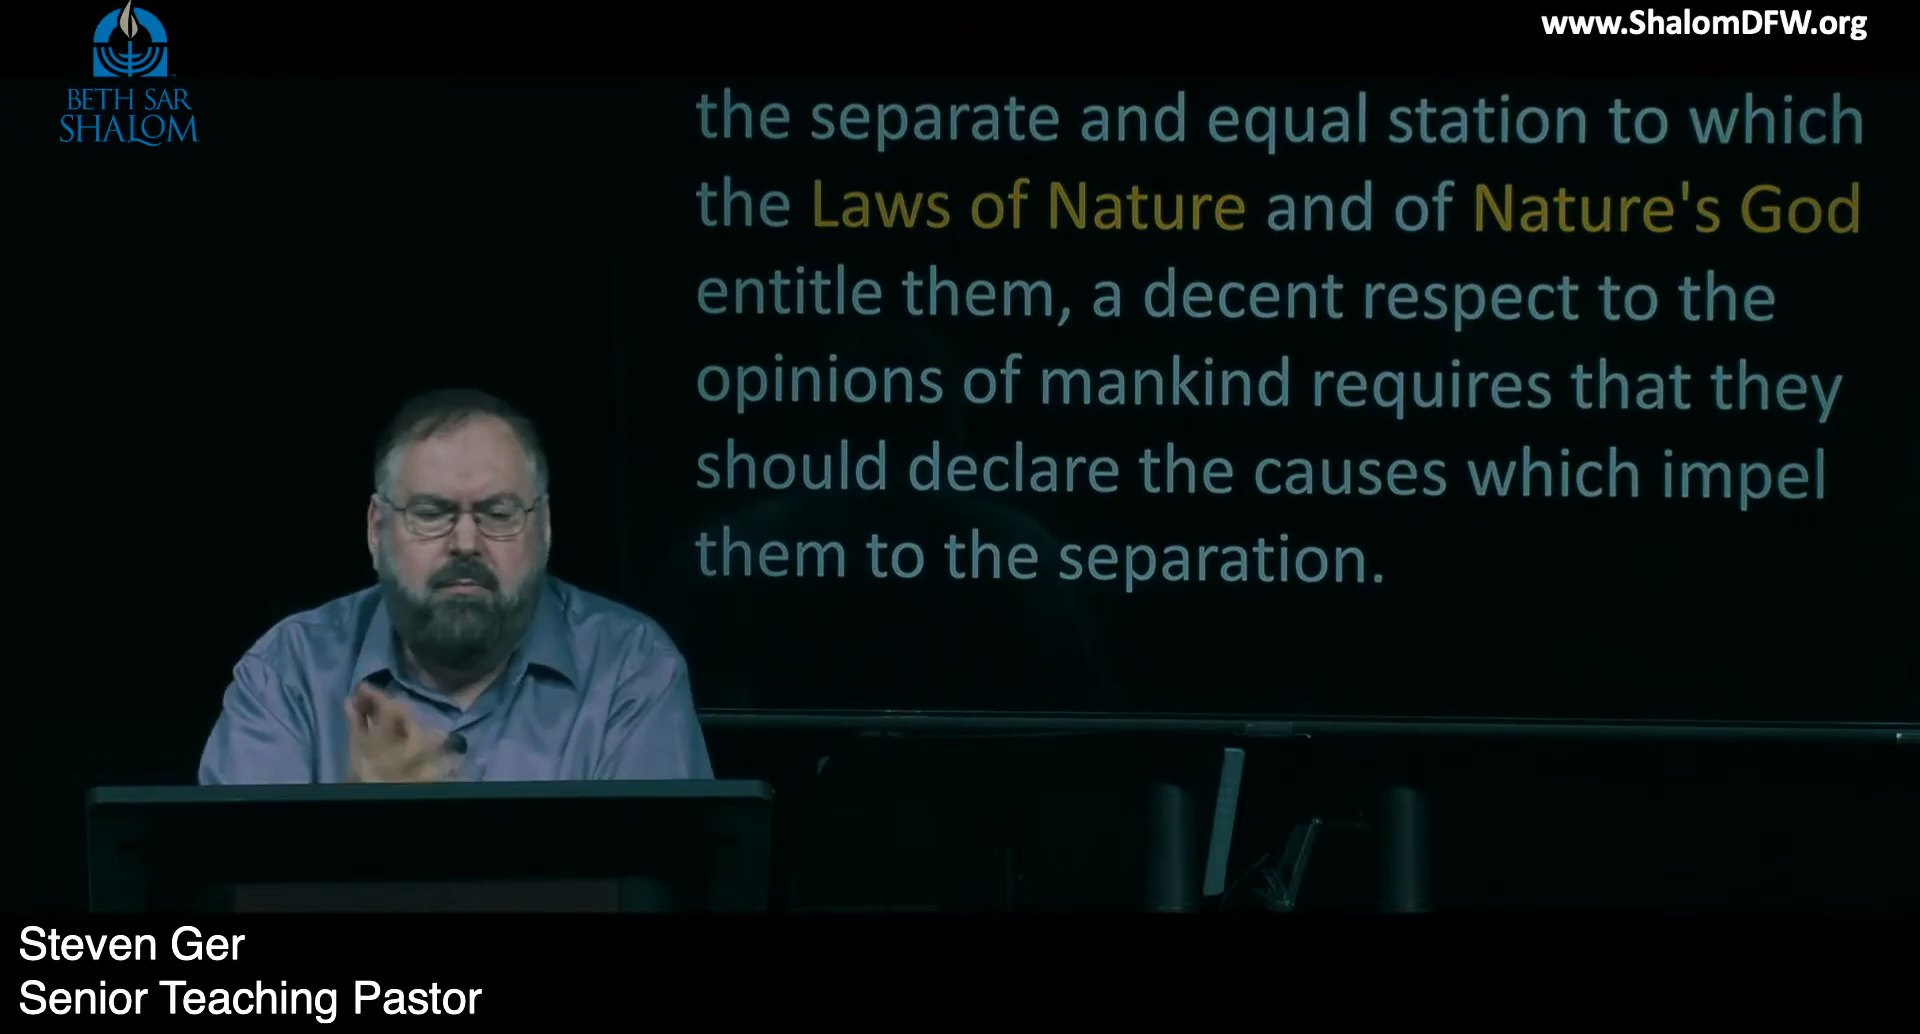 www.ShalomDFW.org
BETH SAR
SHALOM
the separate and equal station to which
the Laws of Nature and of Nature's God
entitle them, a decent respect to the
opinions of mankind requires that they
should declare the causes which impel
them to the separation.
Steven Ger
Senior Teaching Pastor